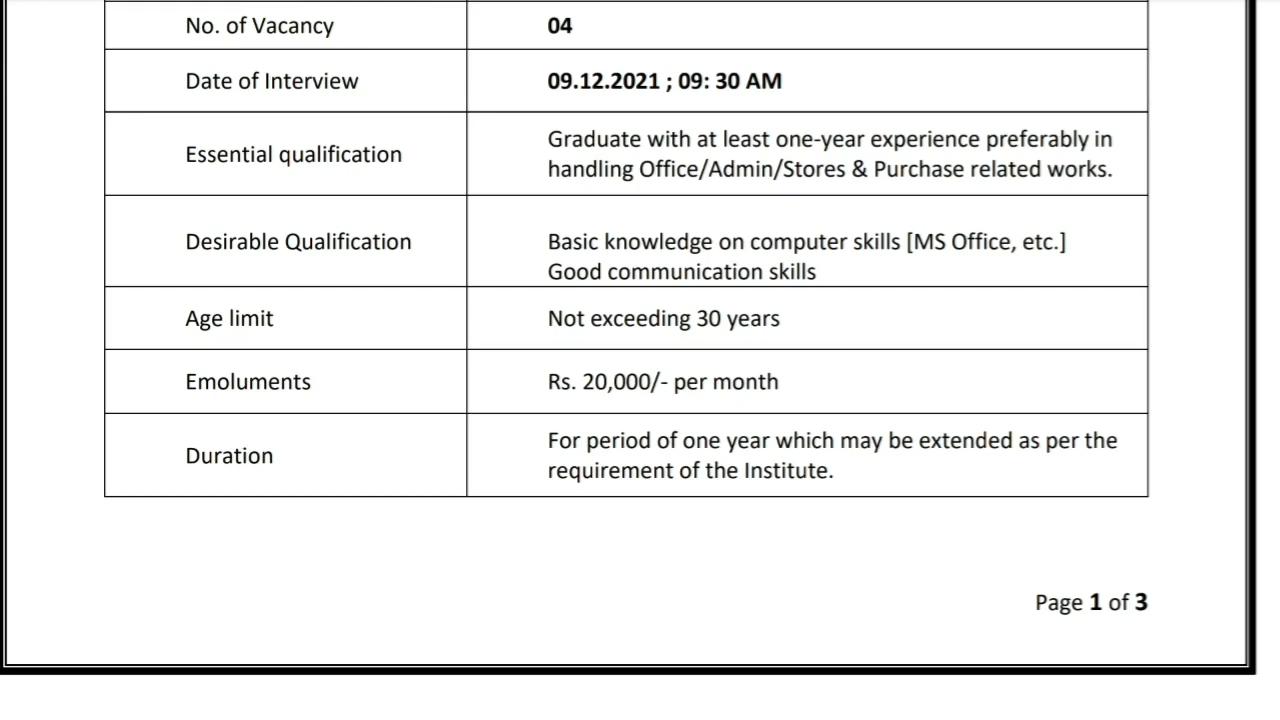 No. of Vacancy
04
Date of Interview
09.12.2021 ; 09: 30 AM
Essential qualification
Graduate with at least one-year experience preferably in
handling Office/Admin/Stores & Purchase related works.
Desirable Qualification
Basic knowledge on computer skills [MS Office, etc.]
Good communication skills
Age limit
Not exceeding 30 years
Emoluments
Rs. 20,000/- per month
Duration
For period of one year which may be extended as per the
requirement of the Institute.
Page 1 of 3